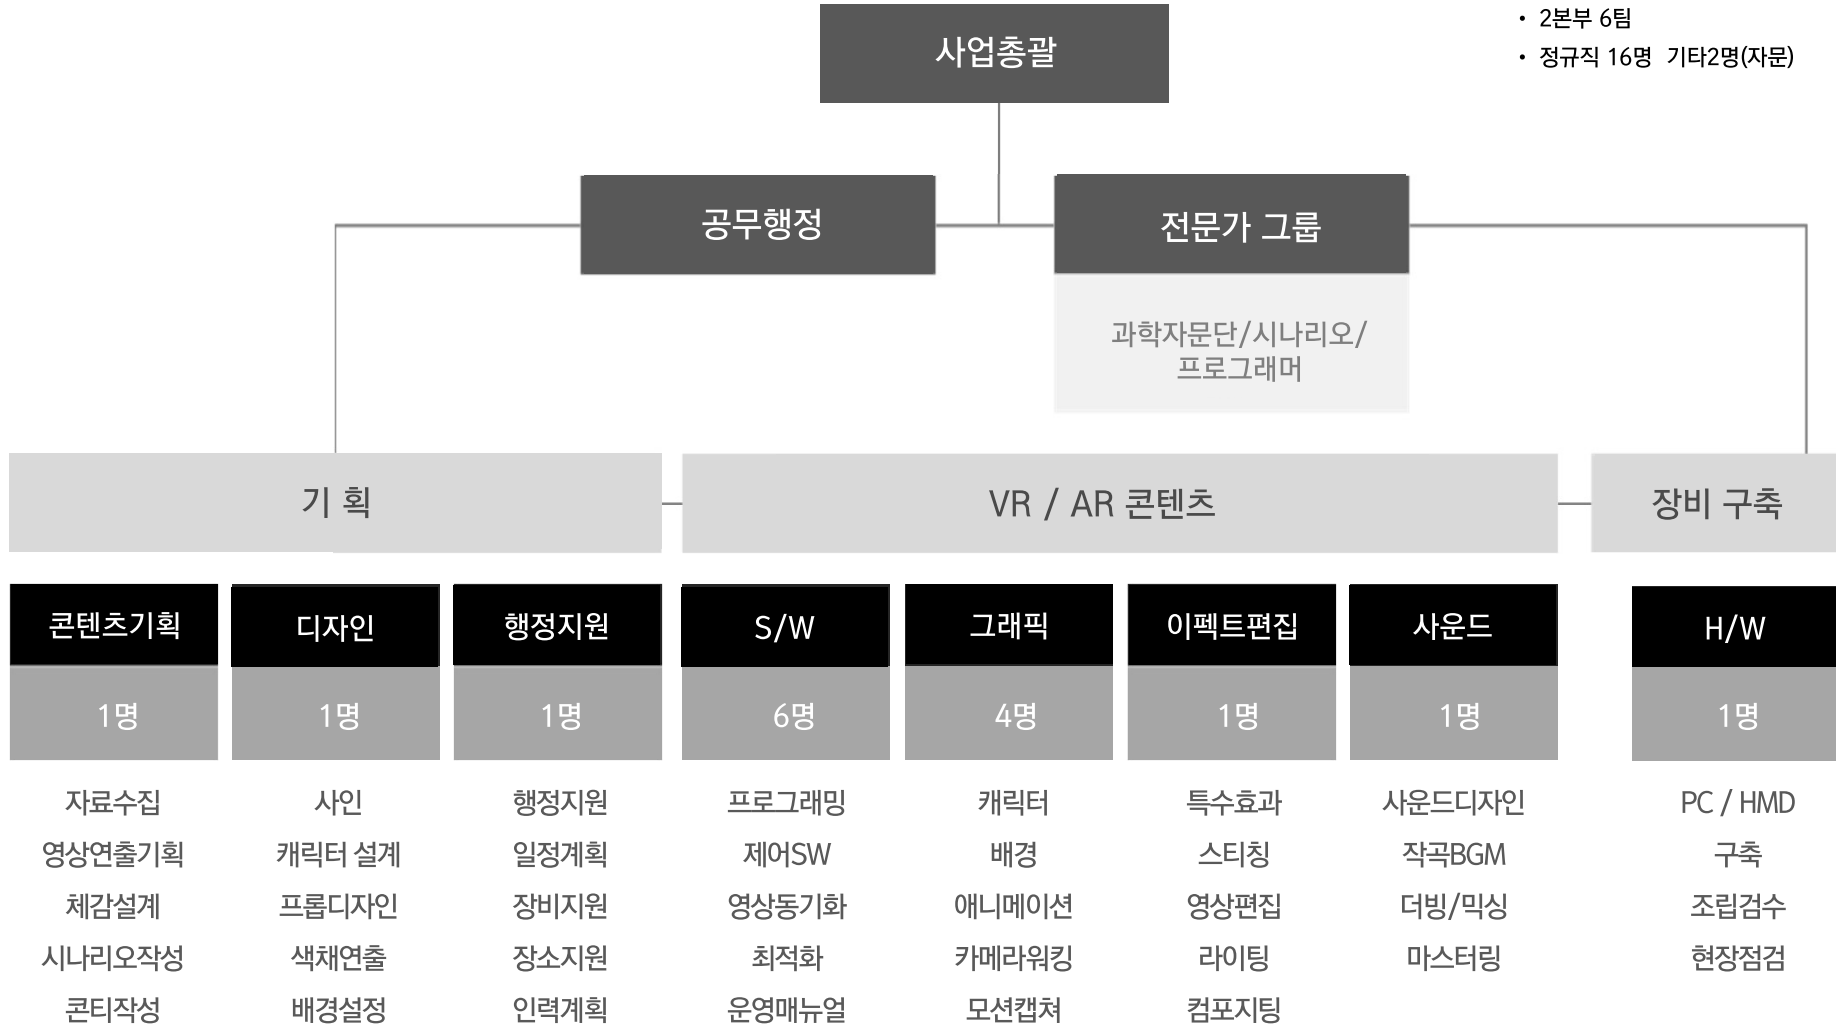 사업총괄
• 2본부 6팀
• 정규직 16명 기타2명(자문)
공무행정
전문가 그룹
과학자문단/시나리오/
프로그래머
기 획
VR / AR 콘텐츠
장비 구축
콘텐츠기획
디자인
행정지원
S/W
그래픽
이펙트편집
사운드
H/W
1명
1명
1명
6명
4명
1명
1명
1명
자료수집
영상연출기획
체감설계
시나리오작성
콘티작성
사인
캐릭터 설계
프롭디자인
색채연출
배경설정
행정지원
일정계획
장비지원
장소지원
인력계획
프로그래밍
제어SW
영상동기화
최적화
운영매뉴얼
캐릭터
배경
애니메이션
카메라워킹
모션캡쳐
특수효과
스티칭
영상편집
라이팅
컴포지팅
사운드디자인
작곡BGM
더빙/믹싱
마스터링
PC / HMD
구축
조립검수
현장점검